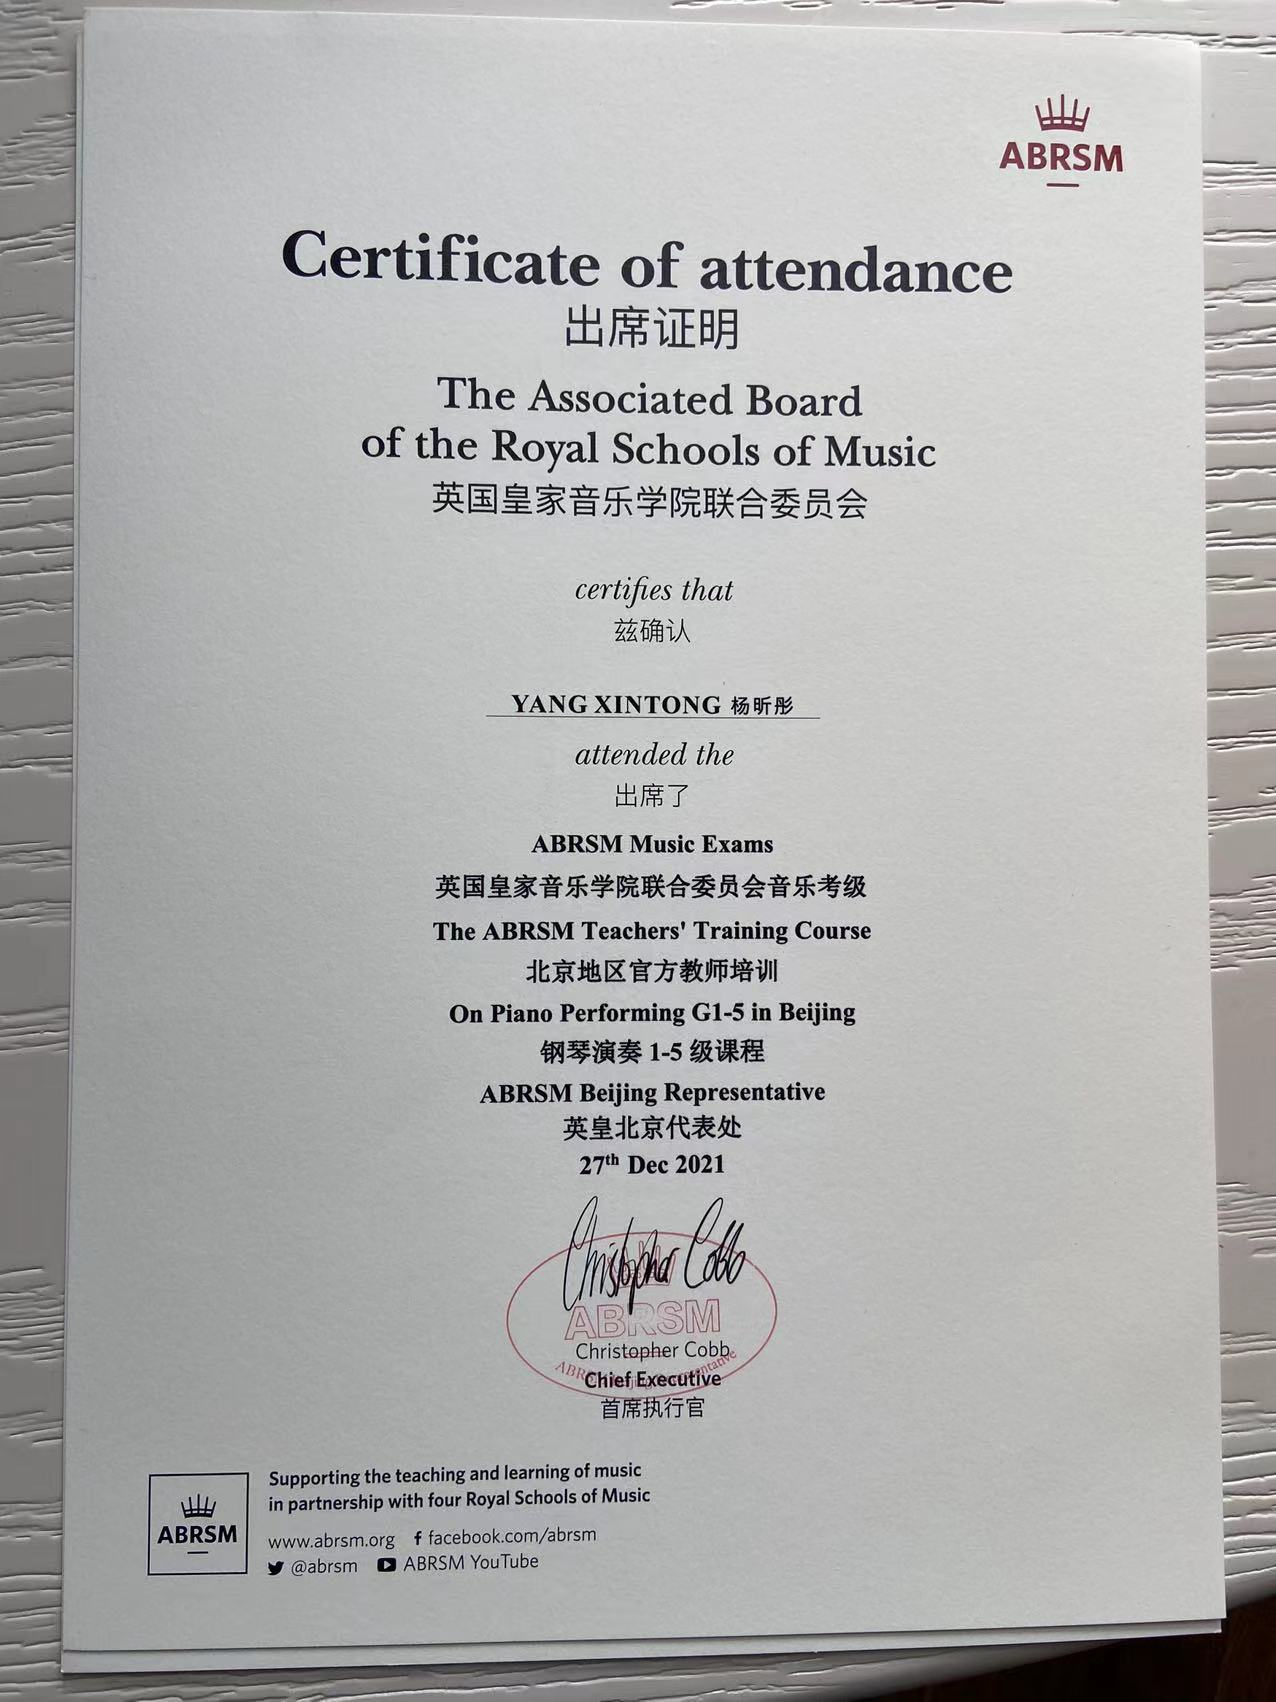 ABRSM
Certificate of attendance
出席证明
The Associated Board
of the Royal Schools of Music
英国皇家音乐学院联合委员会
certifies that
兹确认
YANG XINTONG 杨昕彤
attended the
出席了
ABRSM Music Exams
英国皇家音乐学院联合委员会音乐考级
The ABRSM Teachers' Training Course
北京地区官方教师培训
On Piano Performing G1-5 in Beijing
钢琴演奏 1-5 级课程
ABRSM Beijing Representative
英皇北京代表处
27th Dec 2021
Christopher Cobb
ABRSM
Christopher Cobb
ABRSM Beijing Representative
Chief Executive
首席执行官
Supporting the teaching and learning of music
in partnership with four Royal Schools of Music
ABRSM
www.abrsm.org facebook.com/abrsm
@abrsm ABRSM YouTube